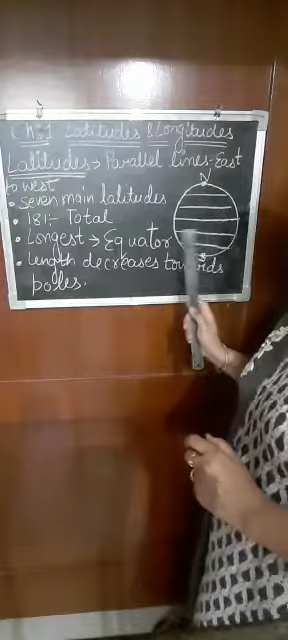 Ch:1 Latitudes & Longitudes
Latitudes → Parallel lines-East
to west
• Seven main latitudes
• 181:- Total
• Longest → Equator
• Length decreases towards
poles.
N
S